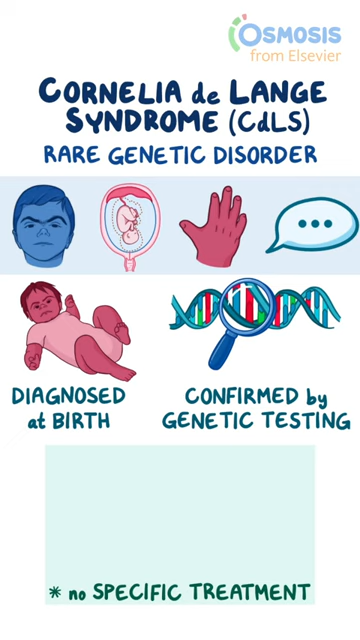 OSMOSIS
from Elsevier
CORNELIA de LANGE
SYNDROME (CdLS)
RARE GENETIC DISORDER
DIAGNOSED
at BIRTH
CONFIRMED by
GENETIC TESTING
* no SPECIFIC TREATMENT